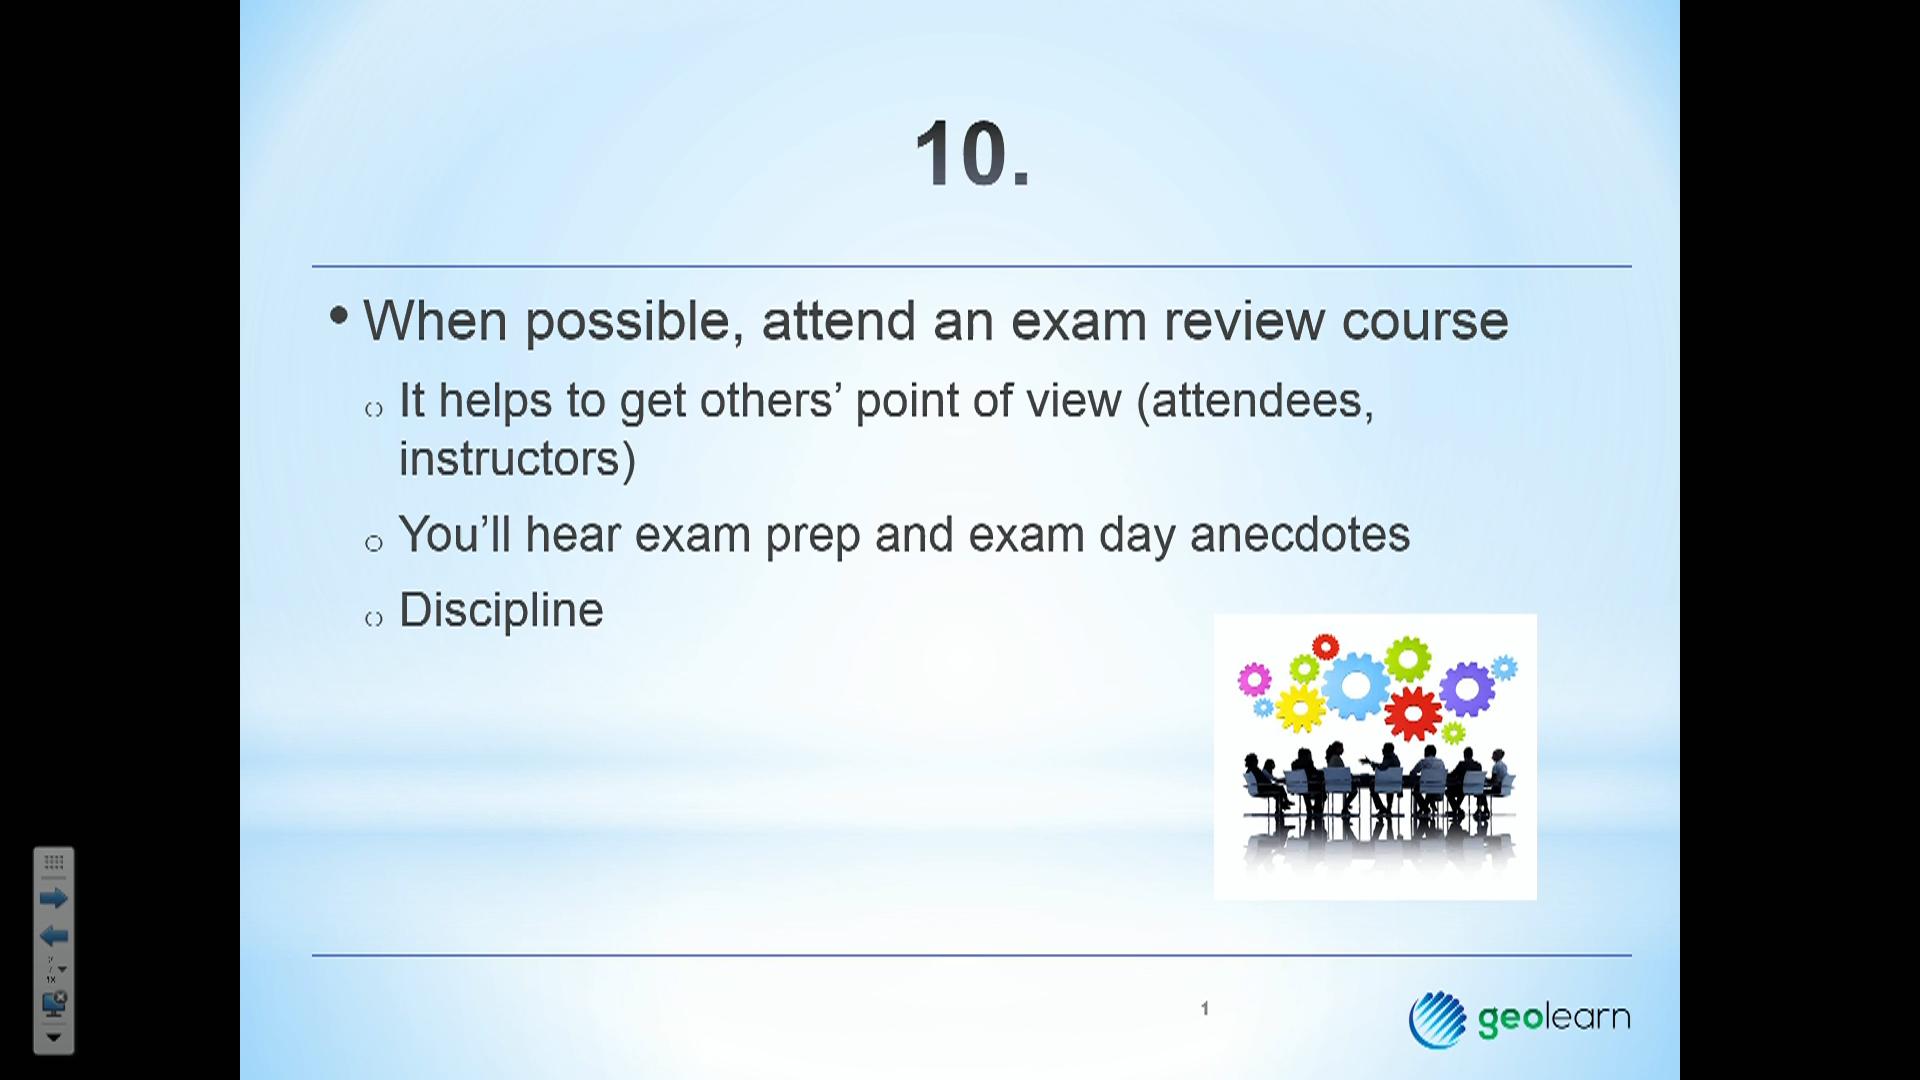 10.
• When possible, attend an exam review course
o It helps to get others’ point of view (attendees,
instructors)
o You’ll hear exam prep and exam day anecdotes
o Discipline
1
geolearn